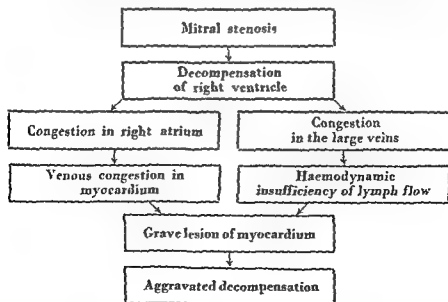 Mitral stenosis
Decompensation
of right ventricle
Congestion in right atrium
Congestion
in the large veins
Venous congestion in
myocardium
Haemodynamic
insufficiency of lymph flow
Grave lesion of myocardium
Aggravated decompensation